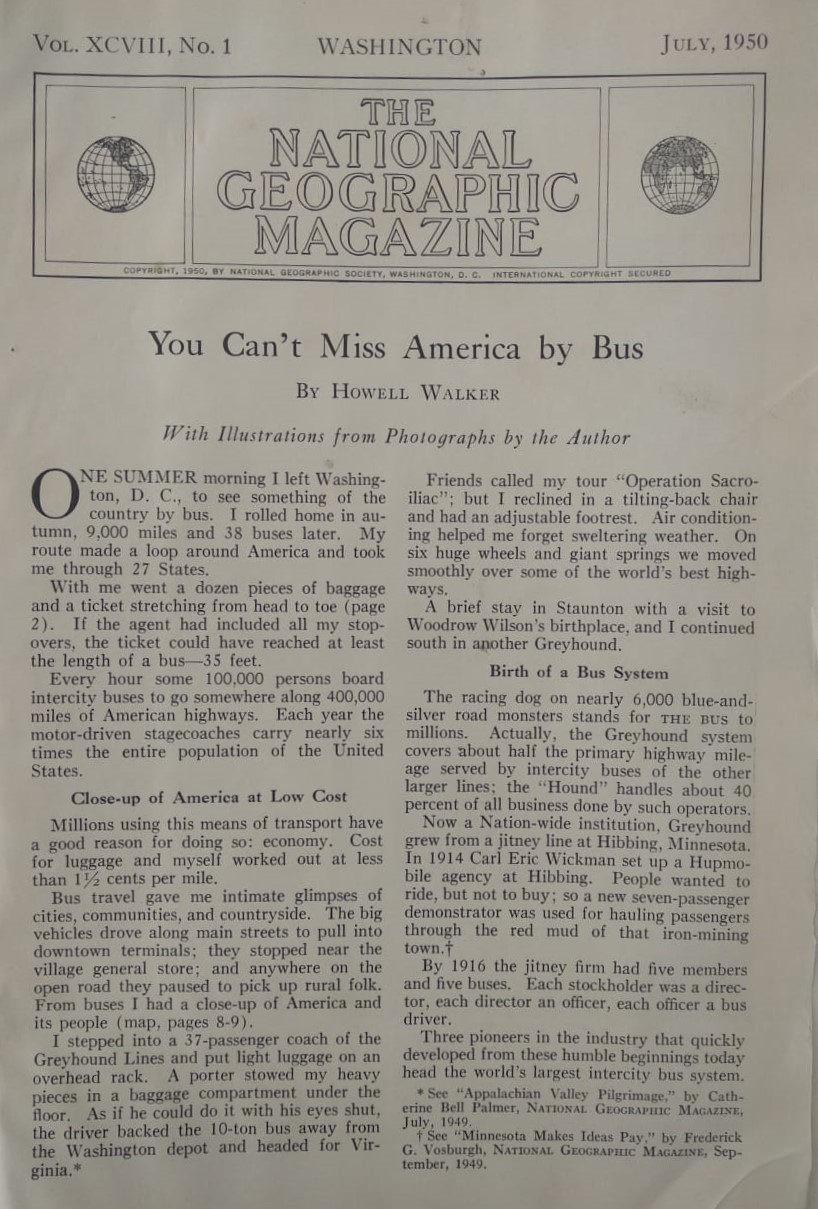 VOL. XCVIII, No. 1 WASHINGTON JULY, 1950
THE
NATIONAL
GEOGRAPHIC
MAGAZINE
COPYRIGHT, 1950, BY NATIONAL GEOGRAPHIC SOCIETY, WASHINGTON, D. C. INTERNATIONAL COPYRIGHT SECURED
You Can't Miss America by Bus
BY HOWELL WALKER
With Illustrations from Photographs by the Author
ONE SUMMER morning I left Washing-
ton, D. C., to see something of the
country by bus. I rolled home in au-
tumn, 9,000 miles and 38 buses later. My
route made a loop around America and took
me through 27 States.
With me went a dozen pieces of baggage
and a ticket stretching from head to toe (page
2). If the agent had included all my stop-
overs, the ticket could have reached at least
the length of a bus—35 feet.
Every hour some 100,000 persons board
intercity buses to go somewhere along 400,000
miles of American highways. Each year the
motor-driven stagecoaches carry nearly six
times the entire population of the United
States.
Close-up of America at Low Cost
Millions using this means of transport have
a good reason for doing so: economy. Cost
for luggage and myself worked out at less
than 1½ cents per mile.
Bus travel gave me intimate glimpses of
cities, communities, and countryside. The big
vehicles drove along main streets to pull into
downtown terminals; they stopped near the
village general store; and anywhere on the
open road they paused to pick up rural folk.
From buses I had a close-up of America and
its people (map, pages 8-9).
I stepped into a 37-passenger coach of the
Greyhound Lines and put light luggage on an
overhead rack. A porter stowed my heavy
pieces in a baggage compartment under the
floor. As if he could do it with his eyes shut,
the driver backed the 10-ton bus away from
the Washington depot and headed for Vir-
ginia.*
Friends called my tour "Operation Sacro-
iliac"; but I reclined in a tilting-back chair
and had an adjustable footrest. Air condition-
ing helped me forget sweltering weather. On
six huge wheels and giant springs we moved
smoothly over some of the world's best high-
ways.
A brief stay in Staunton with a visit to
Woodrow Wilson's birthplace, and I continued
south in another Greyhound.
Birth of a Bus System
The racing dog on nearly 6,000 blue-and-
silver road monsters stands for THE BUS to
millions. Actually, the Greyhound system
covers about half the primary highway mile-
age served by intercity buses of the other
larger lines; the "Hound" handles about 40
percent of all business done by such operators.
Now a Nation-wide institution, Greyhound
grew from a jitney line at Hibbing, Minnesota.
In 1914 Carl Eric Wickman set up a Hupmo-
bile agency at Hibbing. People wanted to
ride, but not to buy; so a new seven-passenger
demonstrator was used for hauling passengers
through the red mud of that iron-mining
town.†
By 1916 the jitney firm had five members
and five buses. Each stockholder was a direc-
tor, each director an officer, each officer a bus
driver.
Three pioneers in the industry that quickly
developed from these humble beginnings today
head the world's largest intercity bus system.
* See "Appalachian Valley Pilgrimage," by Cath-
erine Bell Palmer, NATIONAL GEOGRAPHIC MAGAZINE,
July, 1949.
† See "Minnesota Makes Ideas Pay," by Frederick
G. Vosburgh, NATIONAL GEOGRAPHIC MAGAZINE, Sep-
tember, 1949.